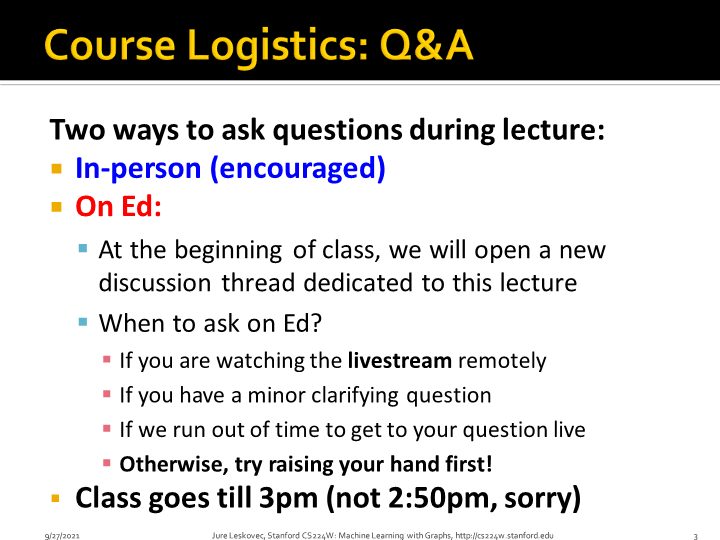 Course Logistics: Q&A
Two ways to ask questions during lecture:
In-person (encouraged)
On Ed:
At the beginning of class, we will open a new
discussion thread dedicated to this lecture
When to ask on Ed?
If you are watching the livestream remotely
If you have a minor clarifying question
If we run out of time to get to your question live
Otherwise, try raising your hand first!
Class goes till 3pm (not 2:50pm, sorry)
9/27/2021 Jure Leskovec, Stanford CS224W: Machine Learning with Graphs, http://cs224w.stanford.edu 3